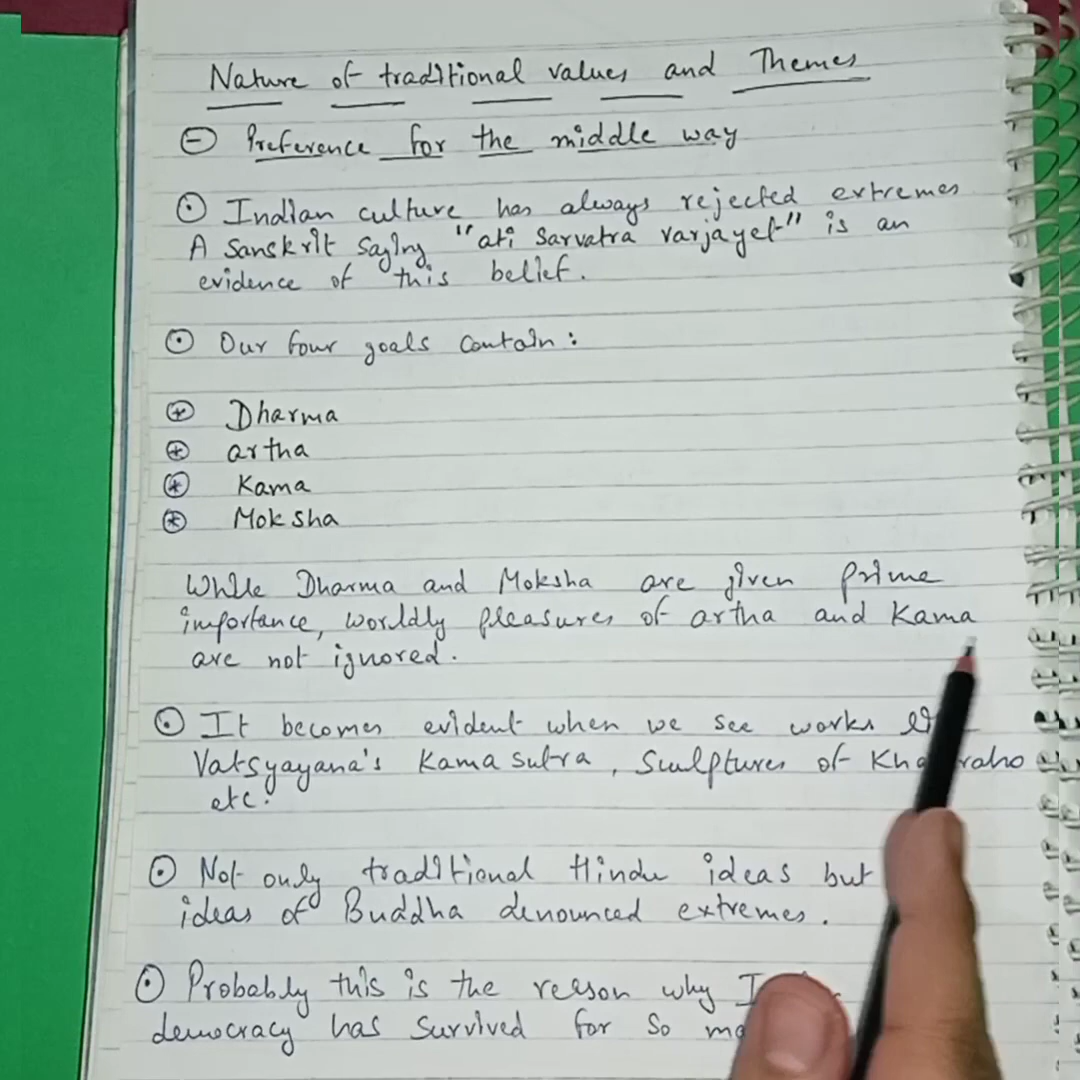 Nature of traditional values and Themes
Preference for the middle way
Indian culture has always rejected extremes
A Sanskrit saying "ati sarvatra varjayet" is an
evidence of this belief.
Our four goals contain:
Dharma
artha
Kama
Moksha
While Dharma and Moksha are given prime
importance, worldly pleasures of artha and Kama
are not ignored.
It becomes evident when we see works
Vatsyayana's Kamasutra, Sculptures of
etc.
Not only traditional Hindu ideas but
ideas of Buddha denounced extremes.
Probably this is the reason why
democracy has survived for so